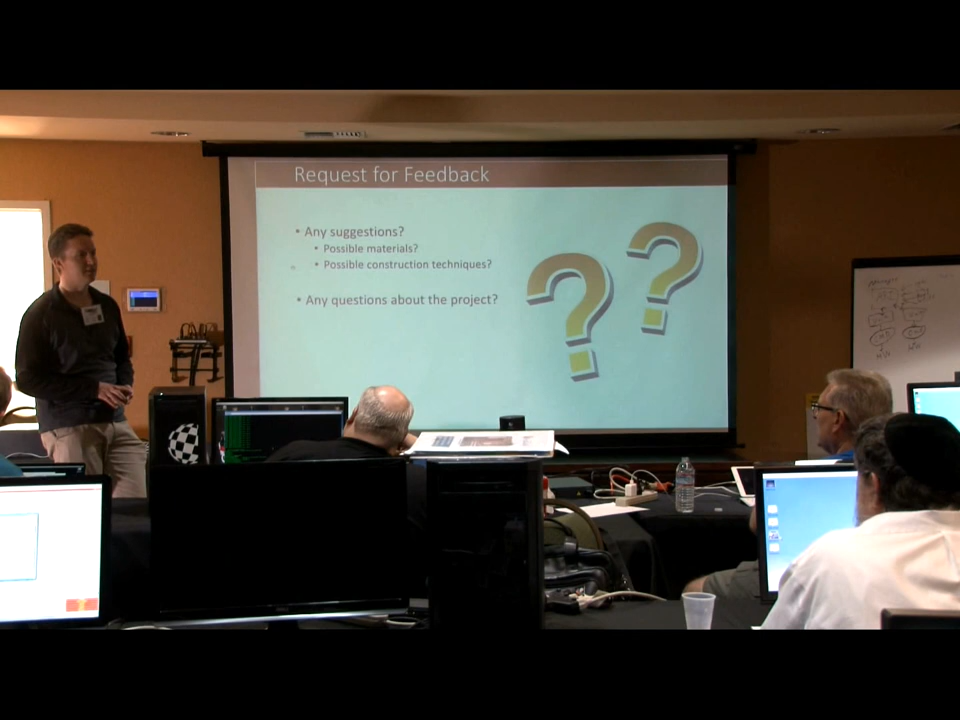 Request for Feedback
• Any suggestions?
• Possible materials?
• Possible construction techniques?
• Any questions about the project?